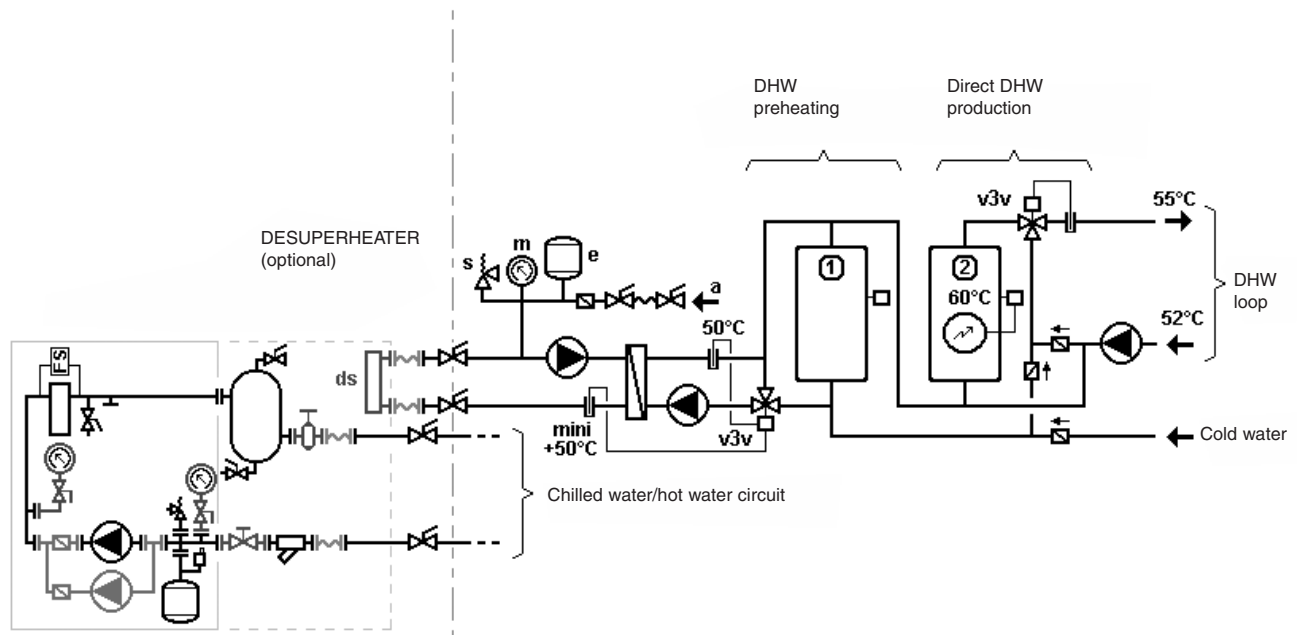 DHW
preheating
Direct DHW
production
v3v
55°C
DESUPERHEATER
(optional)
s
m
e
a
1
2
60°C
DHW
loop
52°C
50°C
FS
ds
mini
+50°C
v3v
Cold water
Chilled water/hot water circuit